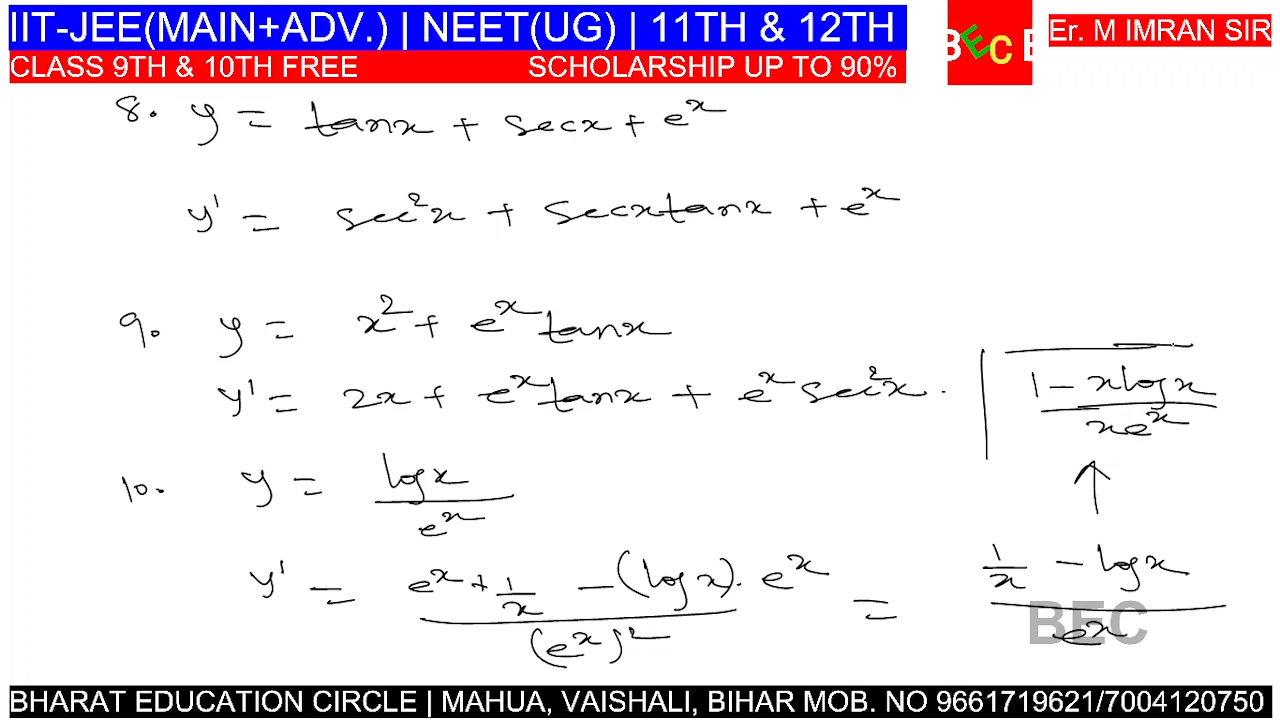 IIT-JEE(MAIN+ADV.) | NEET(UG) | 11TH & 12TH
BEC E
Er. M IMRAN SIR
CLASS 9TH & 10TH FREE SCHOLARSHIP UP TO 90%
8. y = tanx + secx + e^x
y' = sec²x + secxtanx + e^x
9. y = x² + e^x tanx
y' = 2x + e^x tanx + e^x sec²x.
(1 - xlogx)/(xe^x)
↑
10. y = (logx)/(e^x)
y' = (e^x + 1/x - (logx). e^x)/((e^x)²) = (1/x - logx)/(e^x)
BEC
BHARAT EDUCATION CIRCLE | MAHUA, VAISHALI, BIHAR MOB. NO 9661719621/7004120750